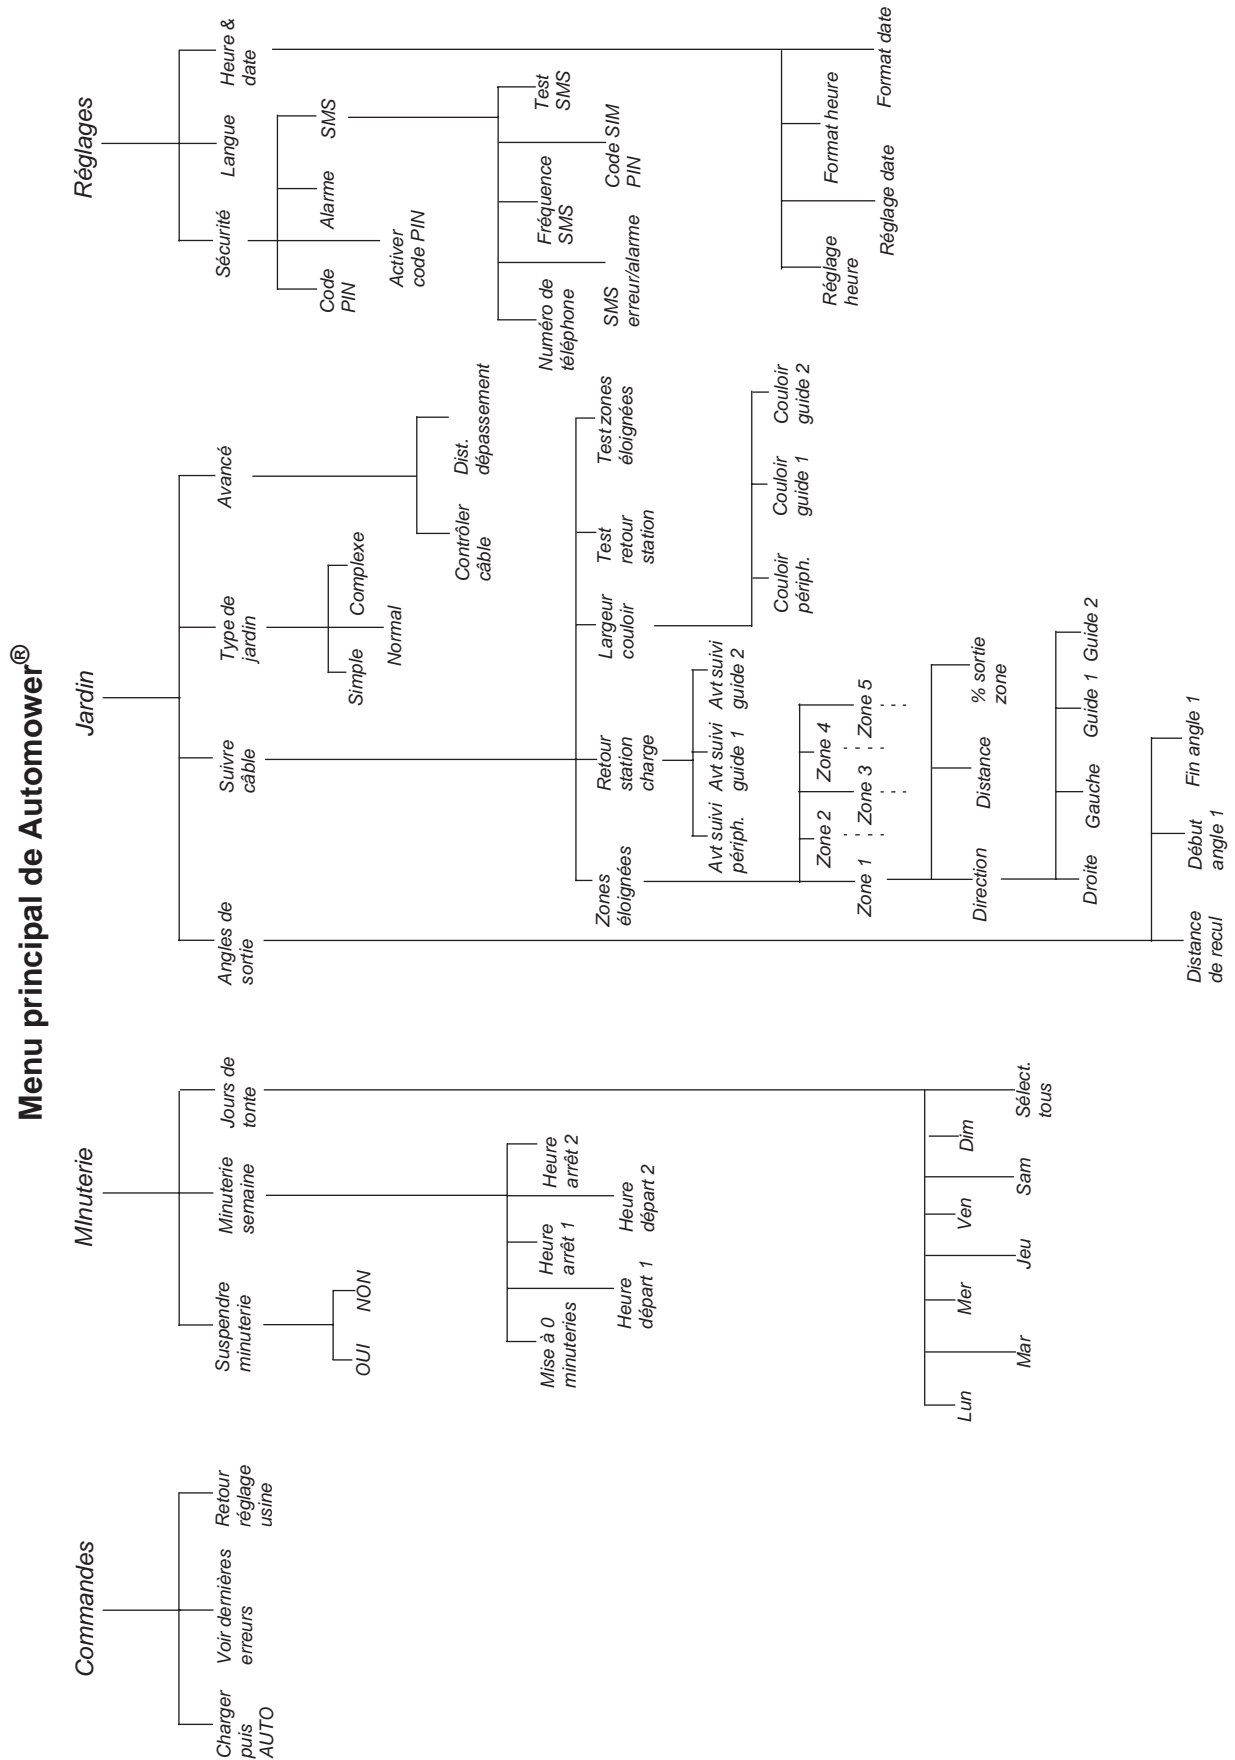 Menu principal de Automower®
Commandes
Charger
puis
AUTO
Voir dernières
erreurs
Retour
réglage
usine
MInuterie
Suspendre
minuterie
OUI
NON
Minuterie
semaine
Mise à 0
minuteries
Heure
départ 1
Heure
arrêt 1
Heure
départ 2
Heure
arrêt 2
Jours de
tonte
Lun
Mar
Mer
Jeu
Ven
Sam
Dim
Sélect.
tous
Jardin
Angles de
sortie
Distance
de recul
Début
angle 1
Fin angle 1
Suivre
câble
Zones
éloignées
Zone 1
Zone 2
Zone 3
Zone 4
Zone 5
Direction
Distance
% sortie
zone
Droite
Gauche
Guide 1
Guide 2
Retour
station
charge
Avt suivi
périph.
Avt suivi
guide 1
Avt suivi
guide 2
Largeur
couloir
Couloir
périph.
Couloir
guide 1
Couloir
guide 2
Test
retour
station
Test zones
éloignées
Type de
jardin
Simple
Normal
Complexe
Avancé
Contrôler
câble
Dist.
dépassement
Réglages
Sécurité
Code
PIN
Activer
code PIN
Alarme
SMS
Numéro de
téléphone
SMS
erreur/alarme
Fréquence
SMS
Code SIM
PIN
Test
SMS
Langue
Heure &
date
Réglage
heure
Réglage date
Format heure
Format date